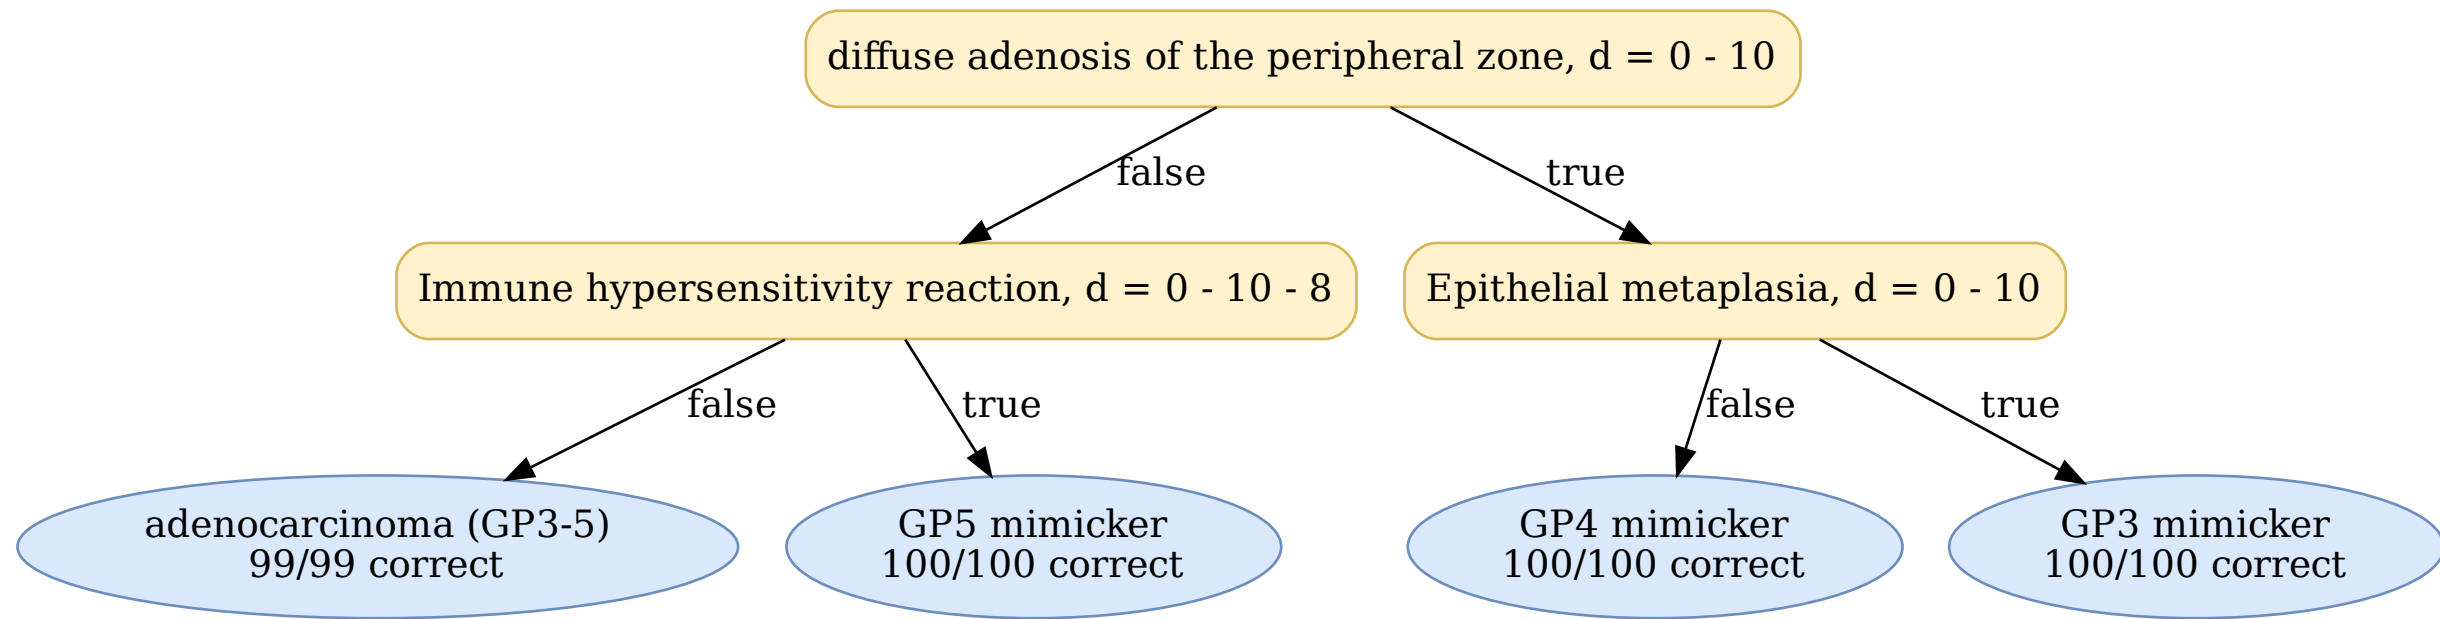 diffuse adenosis of the peripheral zone, d = 0 - 10
false
true
Immune hypersensitivity reaction, d = 0 - 10 - 8
Epithelial metaplasia, d = 0 - 10
false
true
false
true
adenocarcinoma (GP3-5)
99/99 correct
GP5 mimicker
100/100 correct
GP4 mimicker
100/100 correct
GP3 mimicker
100/100 correct